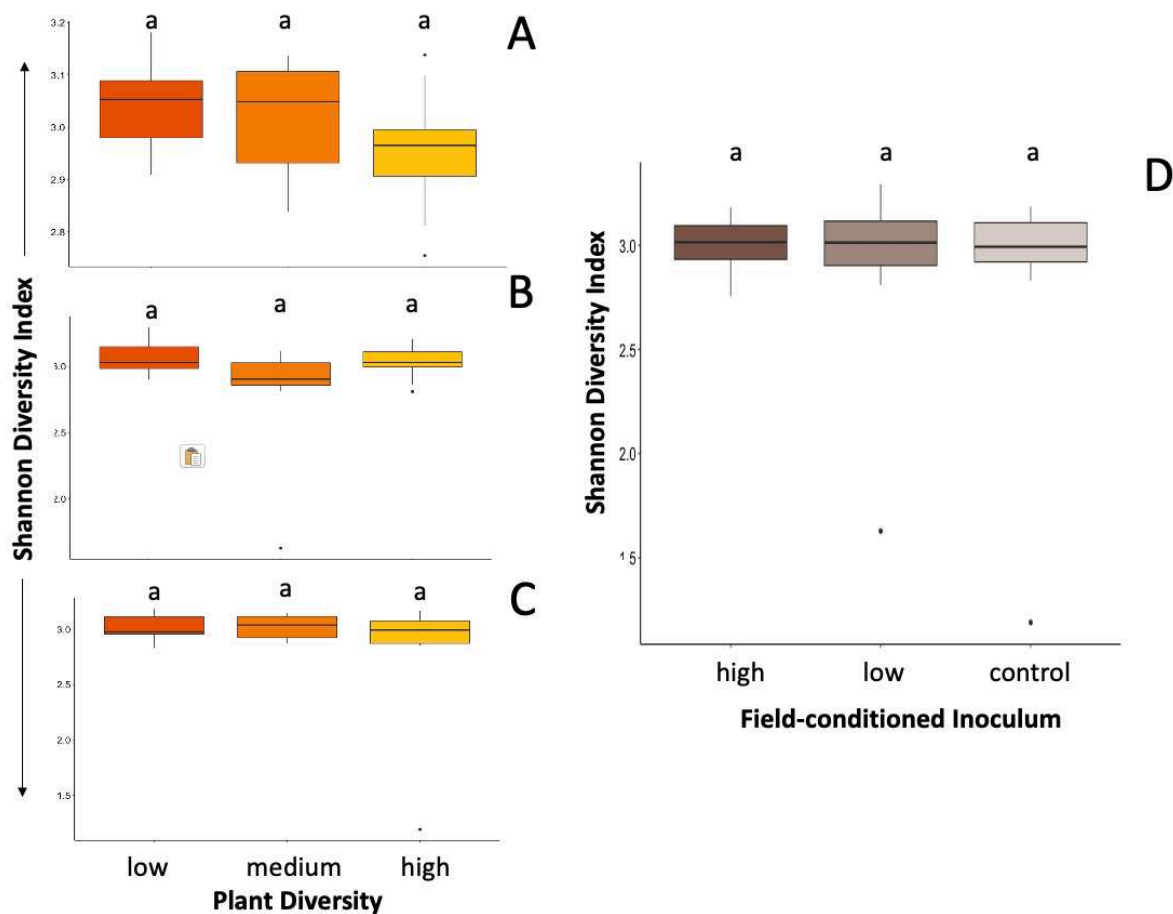 a a a
A
3.2
3.1
3.0
2.9
2.8
a a a
B
3.0
2.5
2.0
a a a
C
3.0
2.5
2.0
1.5
low medium high
Plant Diversity
Shannon Diversity Index
a a a
D
3.0
2.5
2.0
1.5
Shannon Diversity Index
high low control
Field-conditioned Inoculum